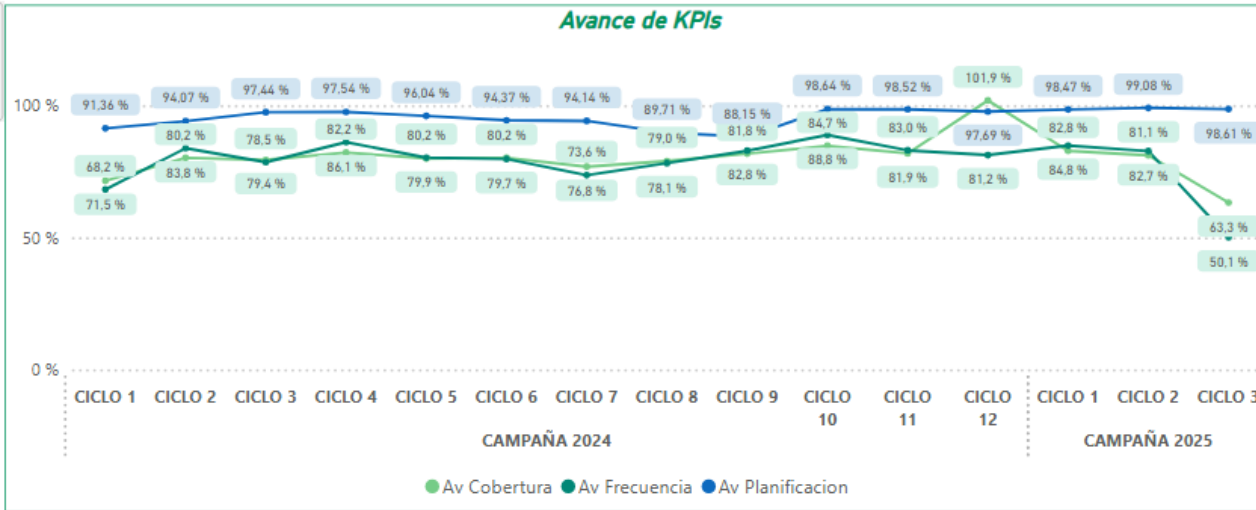 Avance de KPIs
91,36 % 94,07 % 97,44 % 97,54 % 96,04 % 94,37 % 94,14 % 89,71 % 88,15 % 98,64 % 98,52 % 101,9 % 98,47 % 99,08 %
100 %
68,2 % 80,2 % 78,5 % 82,2 % 80,2 % 80,2 % 73,6 % 79,0 % 81,8 % 84,7 % 83,0 % 97,69 % 82,8 % 81,1 % 98,61 %
71,5 % 83,8 % 79,4 % 86,1 % 79,9 % 79,7 % 76,8 % 78,1 % 82,8 % 88,8 % 81,9 % 81,2 % 84,8 % 82,7 %
50 %
63,3 %
50,1 %
0 %
CICLO 1 CICLO 2 CICLO 3 CICLO 4 CICLO 5 CICLO 6 CICLO 7 CICLO 8 CICLO 9 CICLO 10 CICLO 11 CICLO 12 CICLO 1 CICLO 2 CICLO 3
CAMPAÑA 2024 CAMPAÑA 2025
Av Cobertura Av Frecuencia Av Planificacion